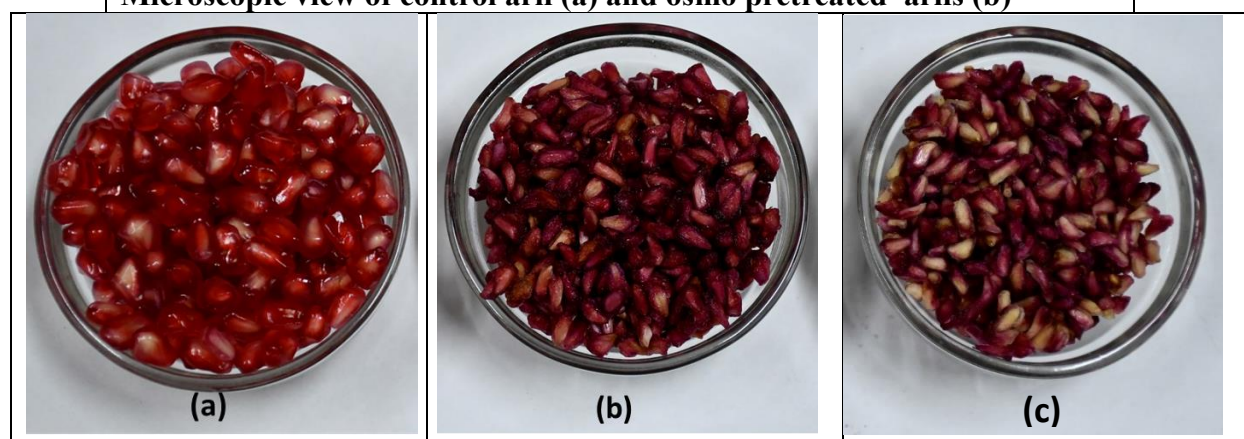 Microscopic view of control aril (a) and osmo pretreated arils (b)
(a) (b) (c)